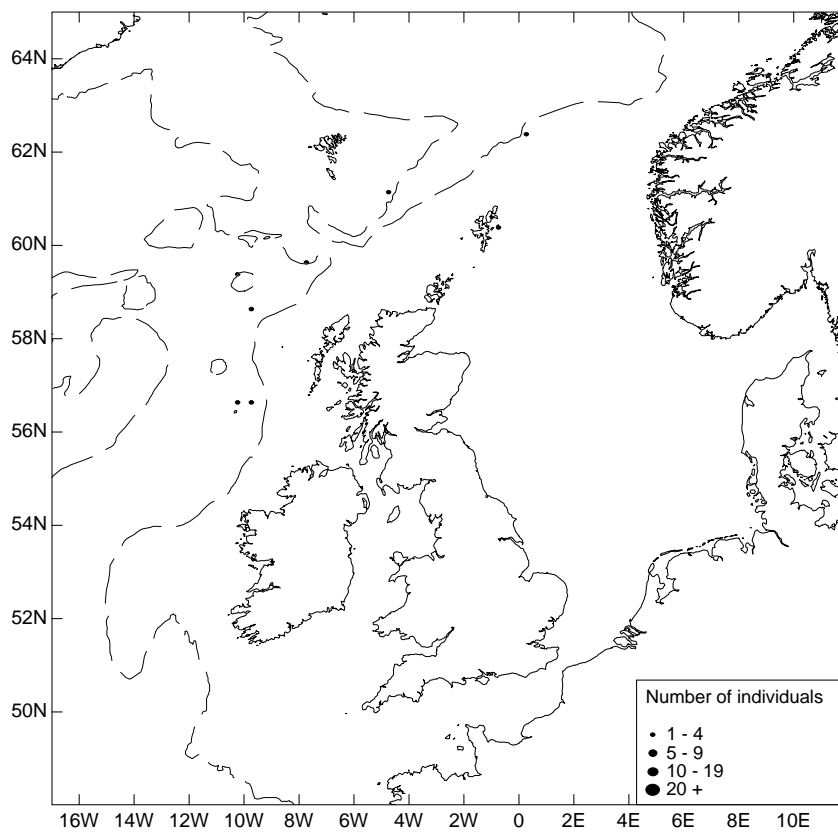 64N
62N
60N
58N
56N
54N
52N
50N
Number of individuals
1 - 4
5 - 9
10 - 19
20 +
16W 14W 12W 10W 8W 6W 4W 2W 0 2E 4E 6E 8E 10E